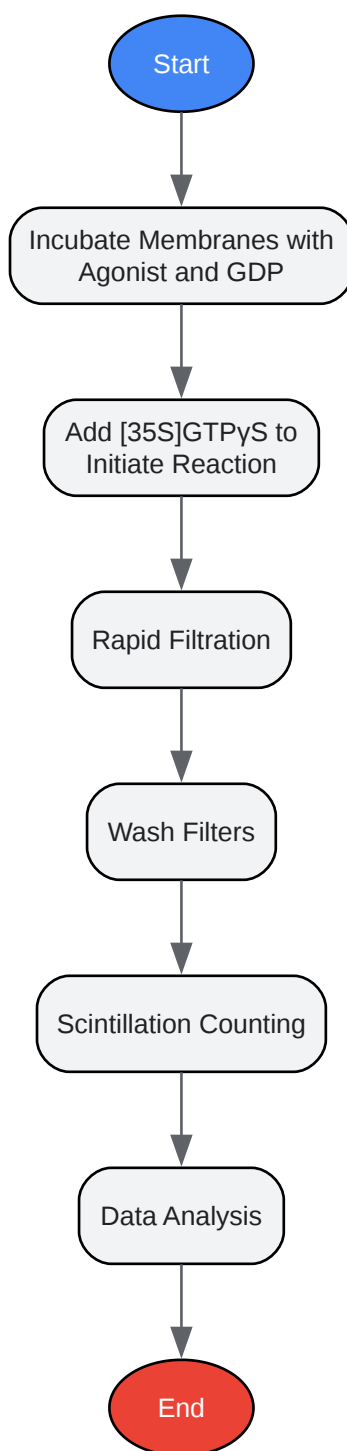 Start
Incubate Membranes with
Agonist and GDP
Add [35S]GTPγS to
Initiate Reaction
Rapid Filtration
Wash Filters
Scintillation Counting
Data Analysis
End